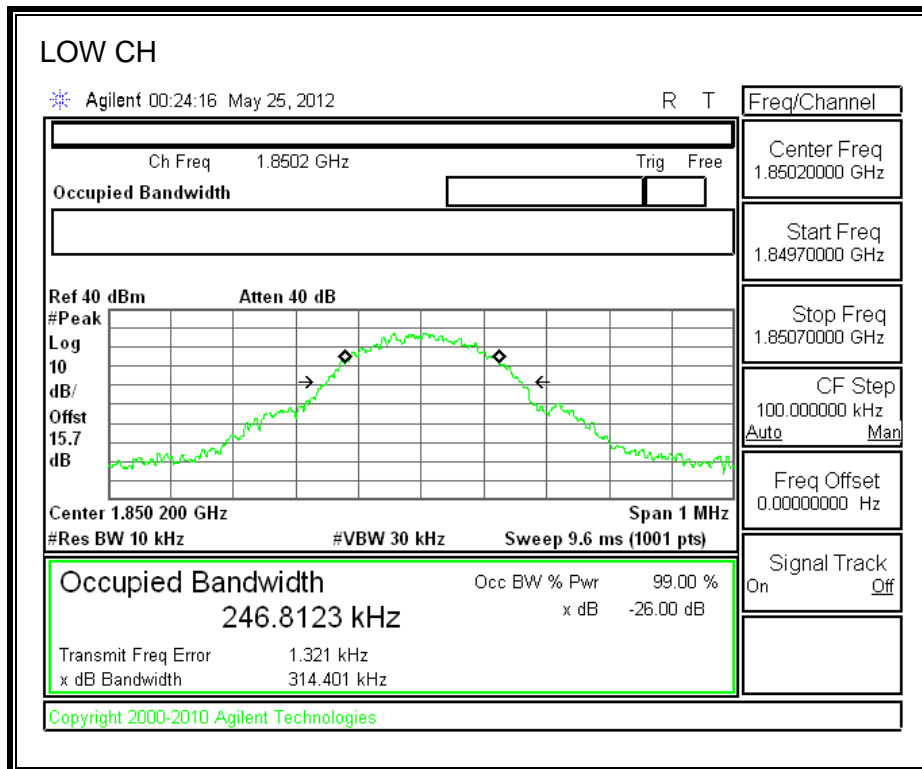 LOW CH
Agilent 00:24:16 May 25, 2012 R T
Freq/Channel
Ch Freq 1.8502 GHz Trig Free
Occupied Bandwidth
Center Freq
1.85020000 GHz
Start Freq
1.84970000 GHz
Stop Freq
1.85070000 GHz
CF Step
100.000000 kHz
Auto Man
Freq Offset
0.00000000 Hz
Signal Track
On Off
Ref 40 dBm Atten 40 dB
#Peak
Log
10
dB/
Offst
15.7
dB
Center 1.850 200 GHz Span 1 MHz
#Res BW 10 kHz #VBW 30 kHz Sweep 9.6 ms (1001 pts)
Occupied Bandwidth Occ BW % Pwr 99.00 %
246.8123 kHz x dB -26.00 dB
Transmit Freq Error 1.321 kHz
x dB Bandwidth 314.401 kHz
Copyright 2000-2010 Agilent Technologies